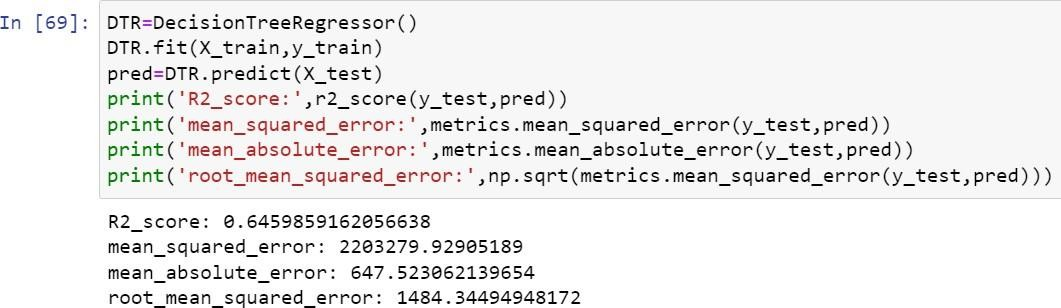 In [69]: DTR=DecisionTreeRegressor()
DTR.fit(X_train,y_train)
pred=DTR.predict(X_test)
print('R2_score:',r2_score(y_test,pred))
print('mean_squared_error:',metrics.mean_squared_error(y_test,pred))
print('mean_absolute_error:',metrics.mean_absolute_error(y_test,pred))
print('root_mean_squared_error:',np.sqrt(metrics.mean_squared_error(y_test,pred)))
R2_score: 0.6459859162056638
mean_squared_error: 2203279.92905189
mean_absolute_error: 647.523062139654
root_mean_squared_error: 1484.34494948172